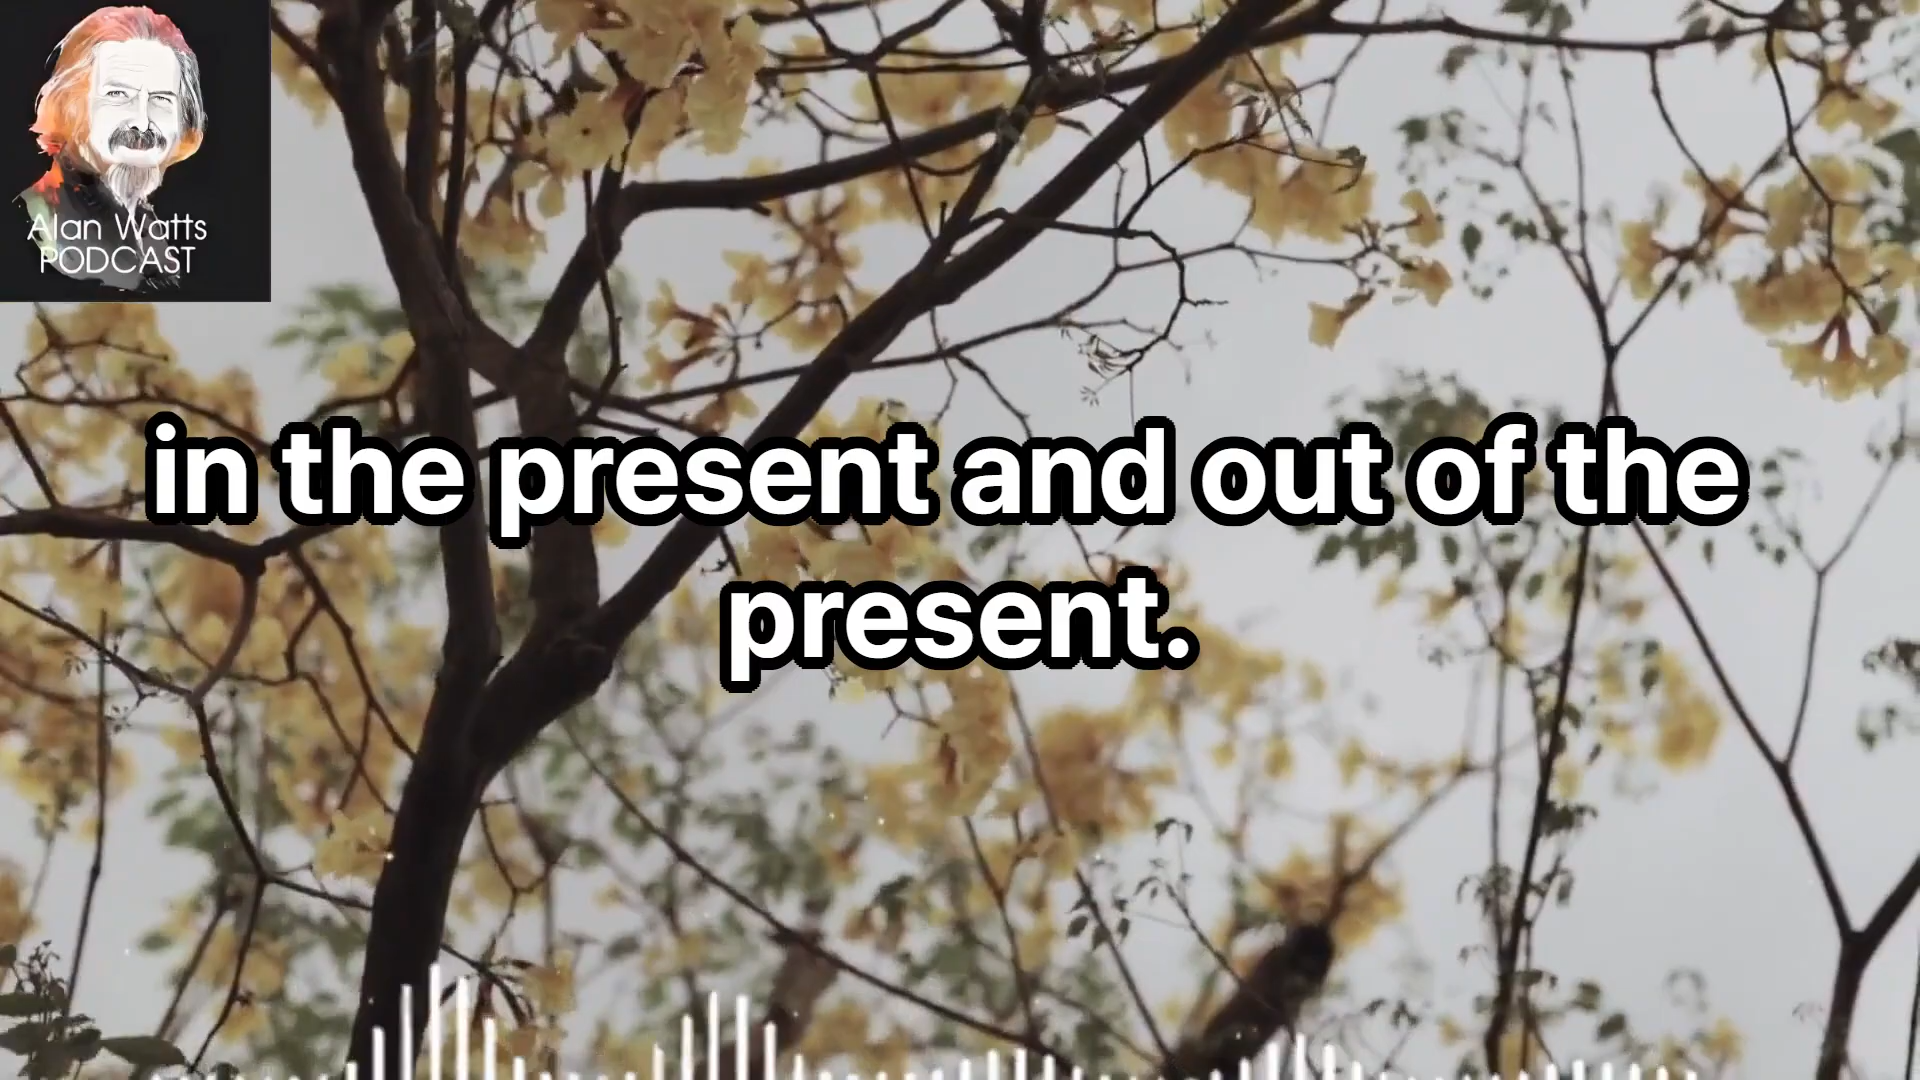 Alan Watts
PODCAST
in the present and out of the
present.